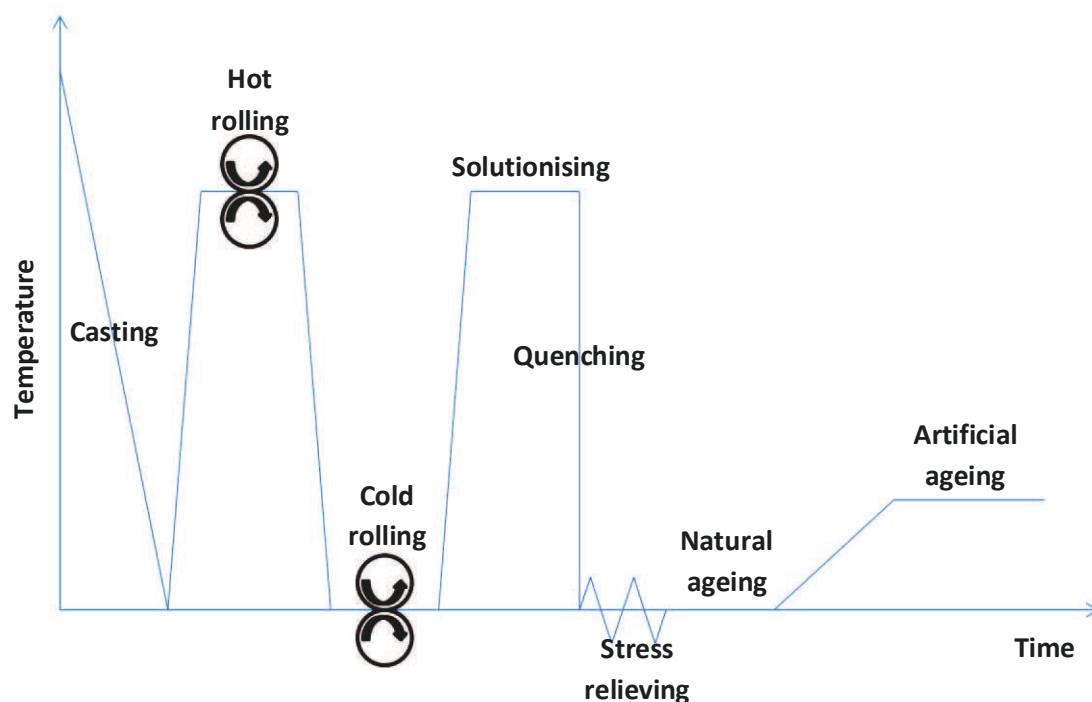 Hot
rolling
Solutionising
Temperature
Casting
Quenching
Artificial
ageing
Cold
rolling
Natural
ageing
Stress
relieving
Time